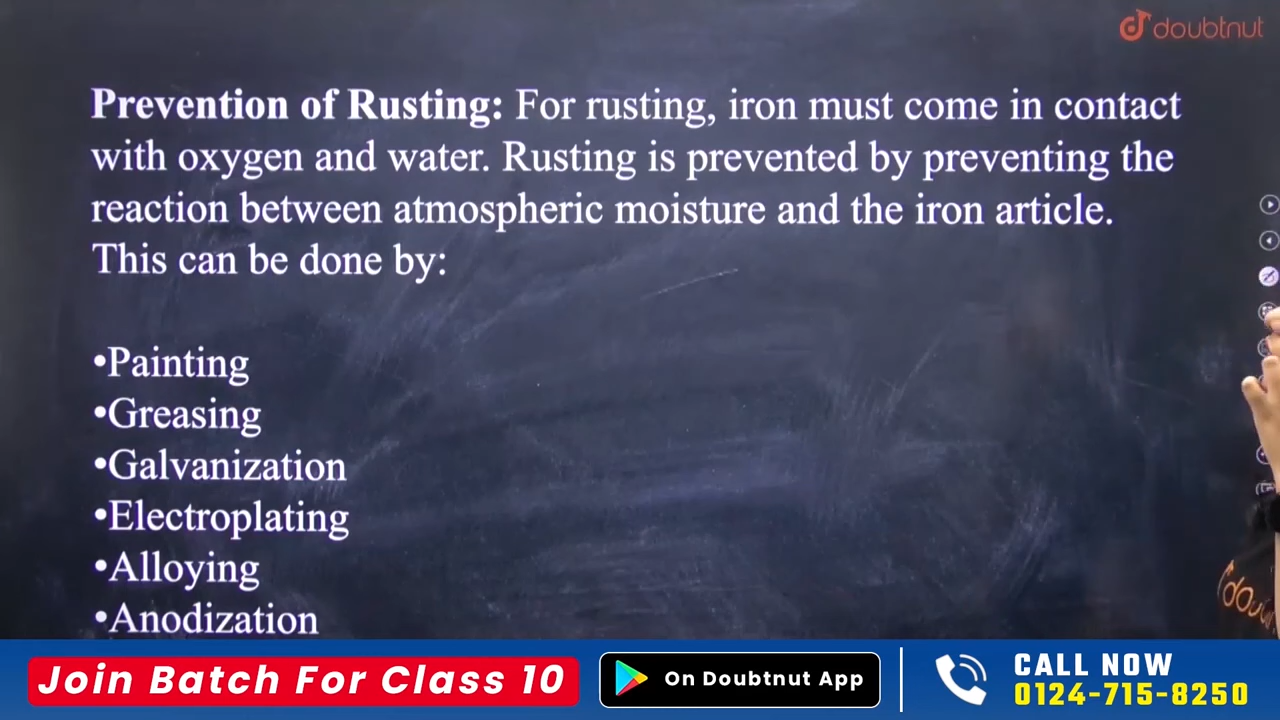 doubtnut
Prevention of Rusting: For rusting, iron must come in contact
with oxygen and water. Rusting is prevented by preventing the
reaction between atmospheric moisture and the iron article.
This can be done by:
•Painting
•Greasing
•Galvanization
•Electroplating
•Alloying
•Anodization
Join Batch For Class 10
On Doubtnut App
CALL NOW
0124-715-8250